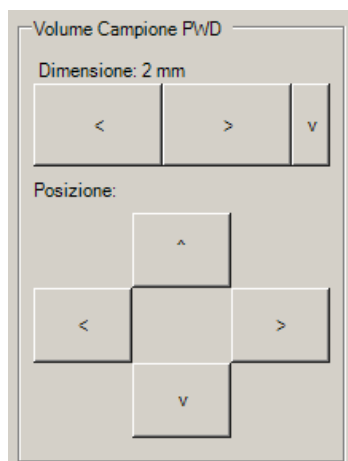 Volume Campione PWD
Dimensione: 2 mm
< > v
Posizione:
^
< >
v